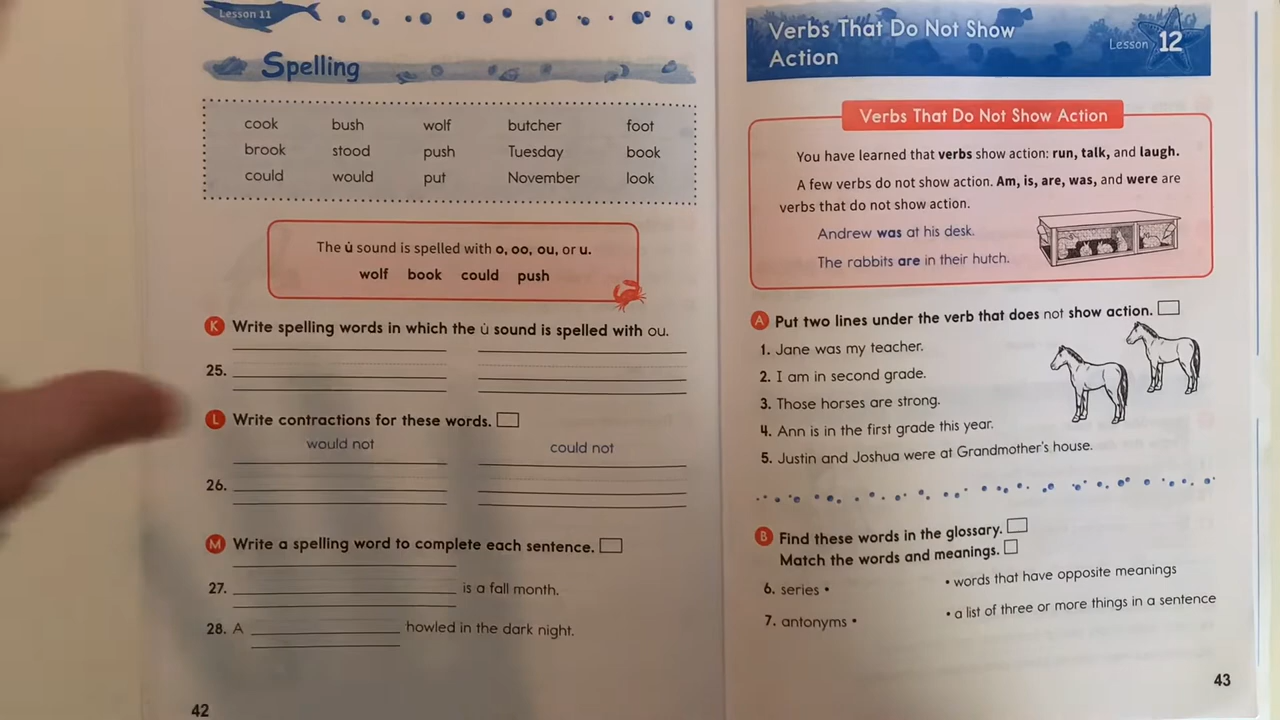 Lesson 11
Spelling
cook bush wolf butcher foot
brook stood push Tuesday book
could would put November look
The u̇ sound is spelled with o, oo, ou, or u.
wolf book could push
K Write spelling words in which the u̇ sound is spelled with ou.
25.
L Write contractions for these words.
would not could not
26.
M Write a spelling word to complete each sentence.
27. is a fall month.
28. A howled in the dark night.
42
Verbs That Do Not Show
Action
Lesson 12
Verbs That Do Not Show Action
You have learned that verbs show action: run, talk, and laugh.
A few verbs do not show action. Am, is, are, was, and were are
verbs that do not show action.
Andrew was at his desk.
The rabbits are in their hutch.
A Put two lines under the verb that does not show action.
1. Jane was my teacher.
2. I am in second grade.
3. Those horses are strong.
4. Ann is in the first grade this year.
5. Justin and Joshua were at Grandmother's house.
B Find these words in the glossary.
Match the words and meanings.
6. series • • words that have opposite meanings
7. antonyms • • a list of three or more things in a sentence
43